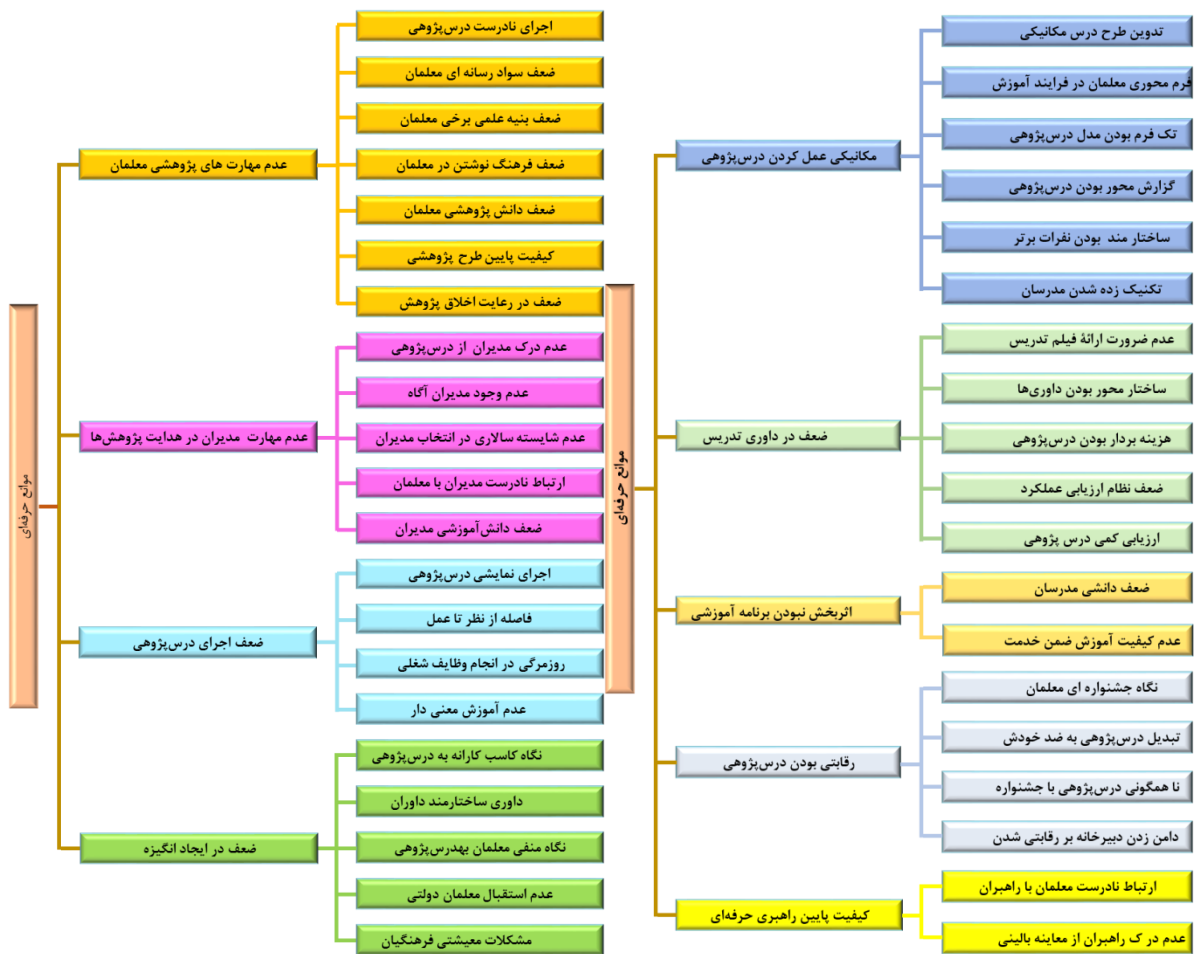 موانع حرفه‌ای
مکانیکی عمل کردن درس‌پژوهی
تدوین طرح درس مکانیکی
فرم محوری معلمان در فرایند آموزش
تک فرم بودن مدل درس‌پژوهی
گزارش محور بودن درس‌پژوهی
ساختار مند بودن نفرات برتر
تکنیک زده شدن مدرسان
ضعف در داوری تدریس
عدم ضرورت ارائهٔ فیلم تدریس
ساختار محور بودن داوری‌ها
هزینه بردار بودن درس‌پژوهی
ضعف نظام ارزیابی عملکرد
ارزیابی کمی درس پژوهی
اثربخش نبودن برنامه آموزشی
ضعف دانشی مدرسان
عدم کیفیت آموزش ضمن خدمت
رقابتی بودن درس‌پژوهی
نگاه جشنواره ای معلمان
تبدیل درس‌پژوهی به ضد خودش
نا همگونی درس‌پژوهی با جشنواره
دامن زدن دبیرخانه بر رقابتی شدن
کیفیت پایین راهبری حرفه‌ای
ارتباط نادرست معلمان با راهبران
عدم در ک راهبران از معاینه بالینی
موانع حرفه‌ای
عدم مهارت های پژوهشی معلمان
اجرای نادرست درس‌پژوهی
ضعف سواد رسانه ای معلمان
ضعف بنیه علمی برخی معلمان
ضعف فرهنگ نوشتن در معلمان
ضعف دانش پژوهشی معلمان
کیفیت پایین طرح پژوهشی
ضعف در رعایت اخلاق پژوهش
عدم مهارت مدیران در هدایت پژوهش‌ها
عدم درک مدیران از درس‌پژوهی
عدم وجود مدیران آگاه
عدم شایسته سالاری در انتخاب مدیران
ارتباط نادرست مدیران با معلمان
ضعف دانش‌آموزشی مدیران
ضعف اجرای درس‌پژوهی
اجرای نمایشی درس‌پژوهی
فاصله از نظر تا عمل
روزمرگی در انجام وظایف شغلی
عدم آموزش معنی دار
ضعف در ایجاد انگیزه
نگاه کاسب کارانه به درس‌پژوهی
داوری ساختارمند داوران
نگاه منفی معلمان بهدرس‌پژوهی
عدم استقبال معلمان دولتی
مشکلات معیشتی فرهنگیان